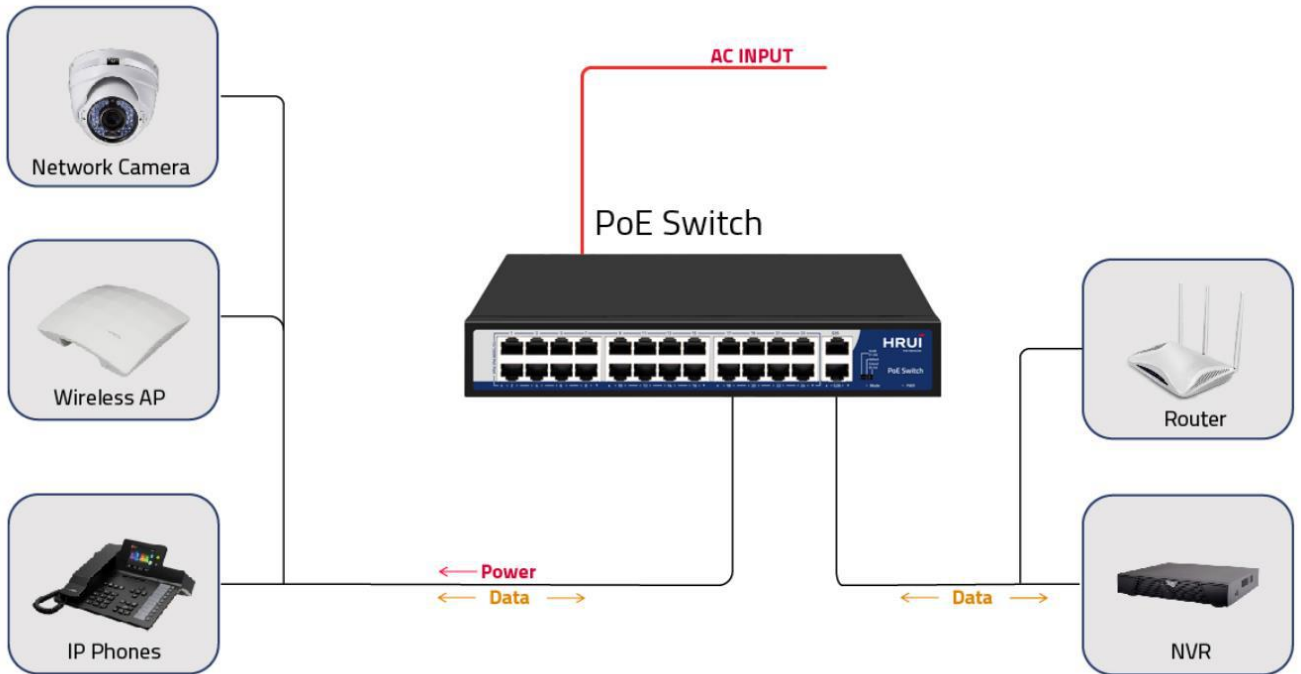 AC INPUT
Network Camera
PoE Switch
HRUI
PoE Switch
Wireless AP
Router
Power
Data
Data
IP Phones
NVR